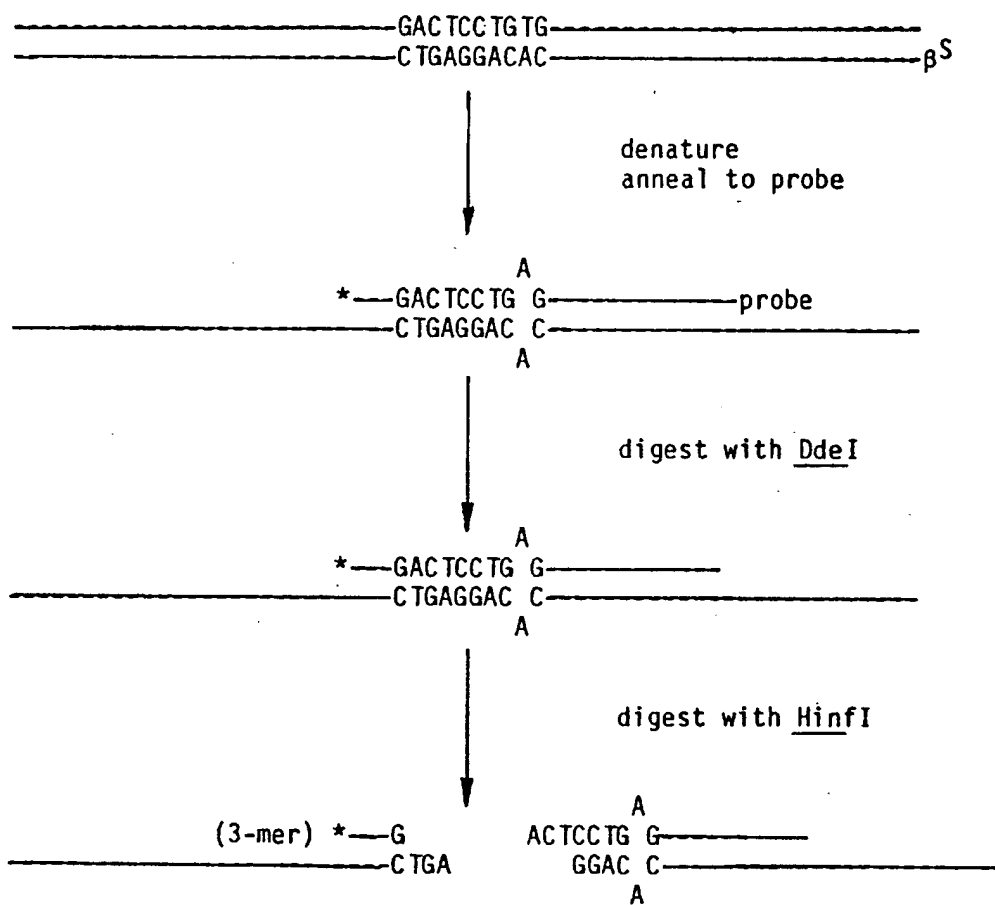 GACTCCTGTG
CTGAGGACAC
βS
denature
anneal to probe
A
*GACTCCTG G probe
CTGAGGAC C
A
digest with DdeI
A
*GACTCCTG G
CTGAGGAC C
A
digest with HinfI
A
(3-mer) *G ACTCCTG G
CTGA GGAC C
A